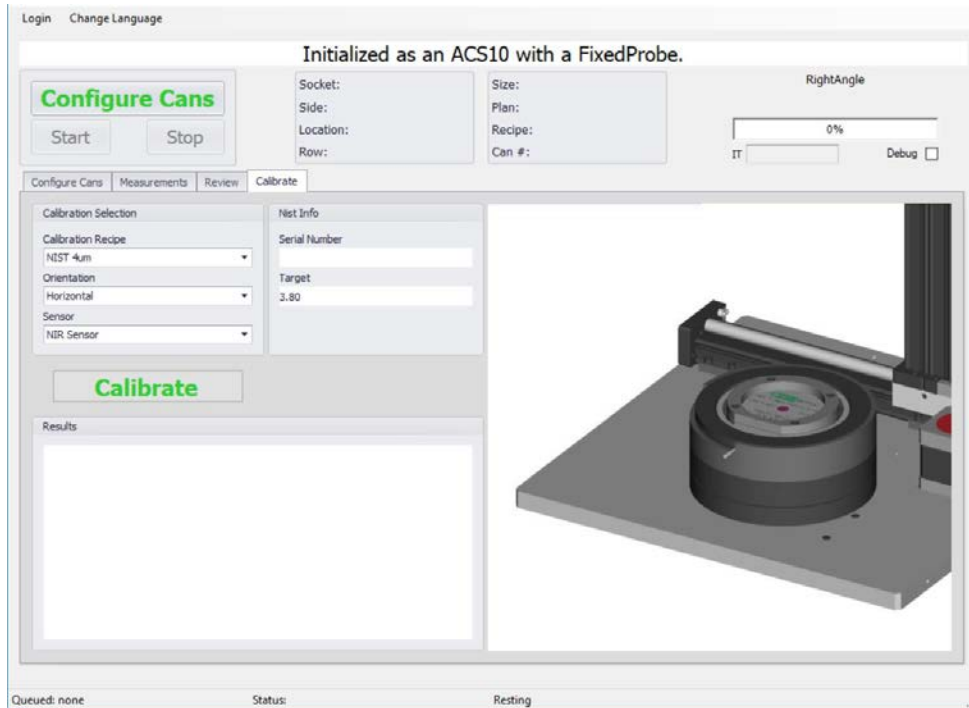 Login Change Language
Initialized as an ACS10 with a FixedProbe.
Configure Cans
Start Stop
Socket:
Side:
Location:
Row:
Size:
Plan:
Recipe:
Can #:
RightAngle
0%
IT Debug
Configure Cans Measurements Review Calibrate
Calibration Selection
Calibration Recipe
NIST 4um
Orientation
Horizontal
Sensor
NIR Sensor
Nist Info
Serial Number
Target
3.80
Calibrate
Results
Queued: none Status: Resting